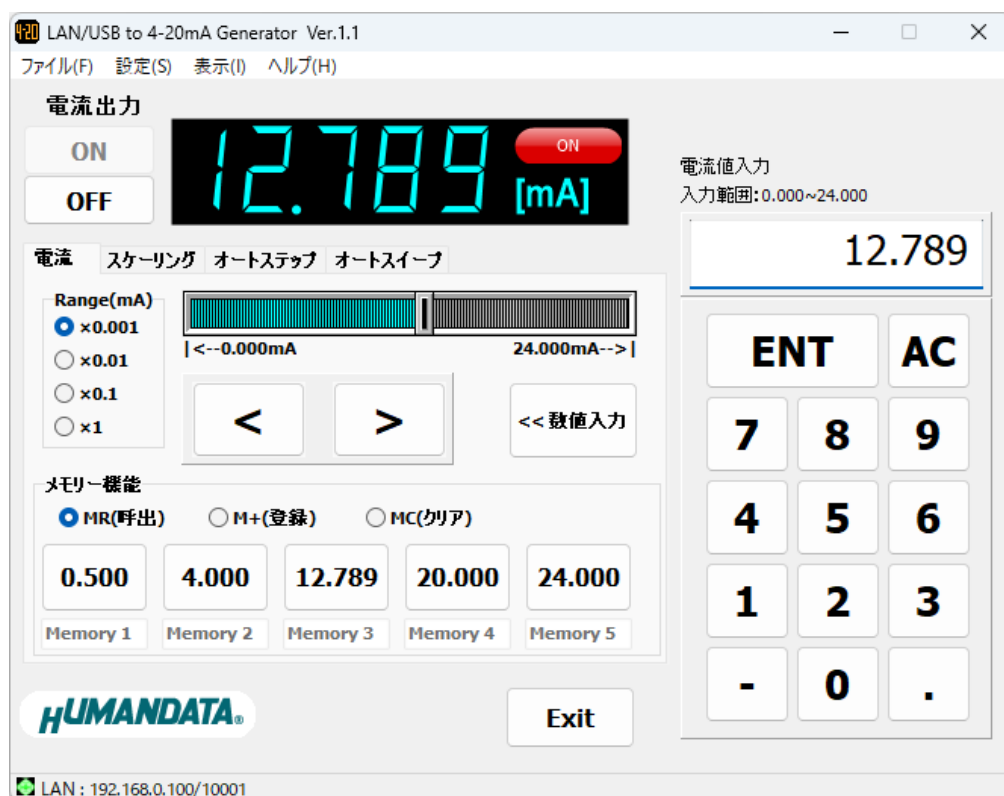 LAN/USB to 4-20mA Generator Ver.1.1
ファイル(F) 設定(S) 表示(I) ヘルプ(H)
電流出力
ON
OFF
12.789
ON
[mA]
電流値入力
入力範囲:0.000~24.000
12.789
電流 スケーリング オートステップ オートスイープ
Range(mA)
×0.001
×0.01
×0.1
×1
|<--0.000mA 24.000mA-->|
< > << 数値入力
ENT AC
7 8 9
4 5 6
1 2 3
- 0 .
メモリー機能
MR(呼出) M+(登録) MC(クリア)
0.500 4.000 12.789 20.000 24.000
Memory 1 Memory 2 Memory 3 Memory 4 Memory 5
HUMANDATA®
Exit
LAN : 192.168.0.100/10001